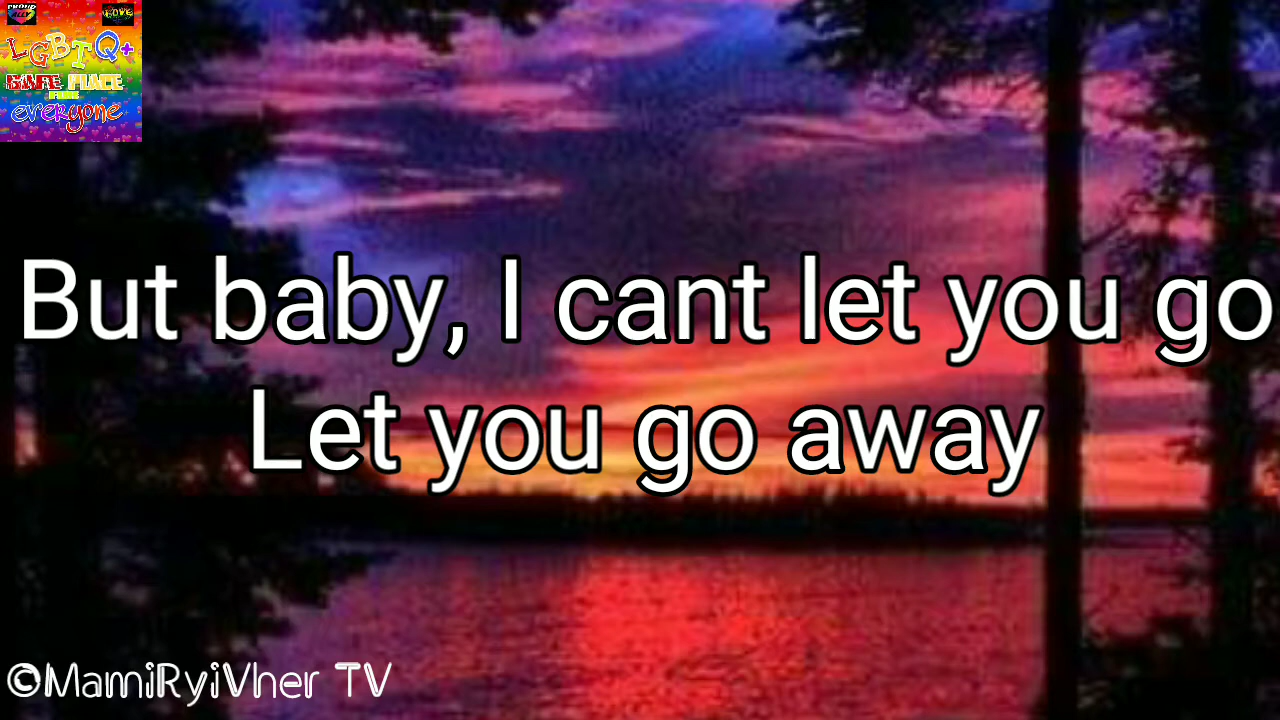 PROUD
ALLY
LOVE
LGBTQ+
SAFE PLACE
FOR
everyone
But baby, I cant let you go
Let you go away
©MamiRyiVher TV